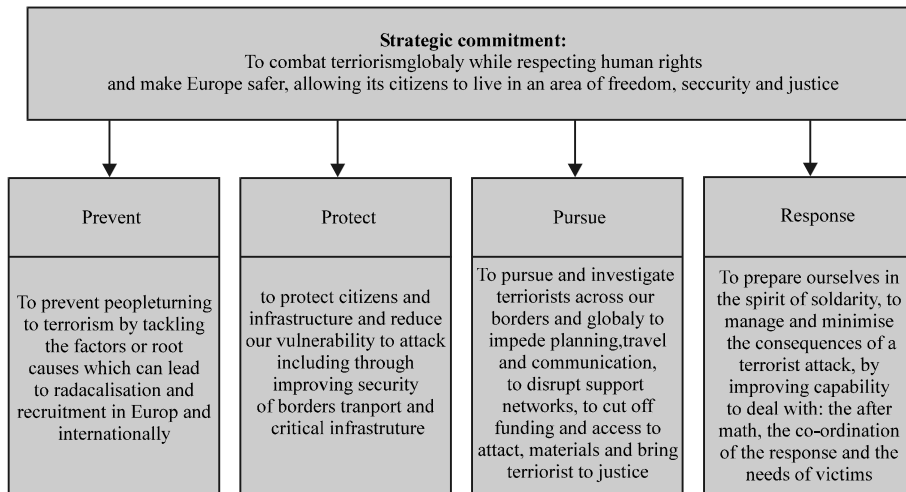 Strategic commitment:
To combat terriorismglobaly while respecting human rights
and make Europe safer, allowing its citizens to live in an area of freedom, seccurity and justice
Prevent
To prevent peopleturning
to terrorism by tackling
the factors or root
causes which can lead
to radacalisation and
recruitment in Europ and
internationally
Protect
to protect citizens and
infrastructure and reduce
our vulnerability to attack
including through
improving security
of borders tranport and
critical infrastruture
Pursue
To pursue and investigate
terriorists across our
borders and globaly to
impede planning,travel
and communication,
to disrupt support
networks, to cut off
funding and access to
attact, materials and bring
terriorist to justice
Response
To prepare ourselves in
the spirit of soldarity, to
manage and minimise
the consequences of a
terrorist attack, by
improving capability
to deal with: the after
math, the co-ordination
of the response and the
needs of victims